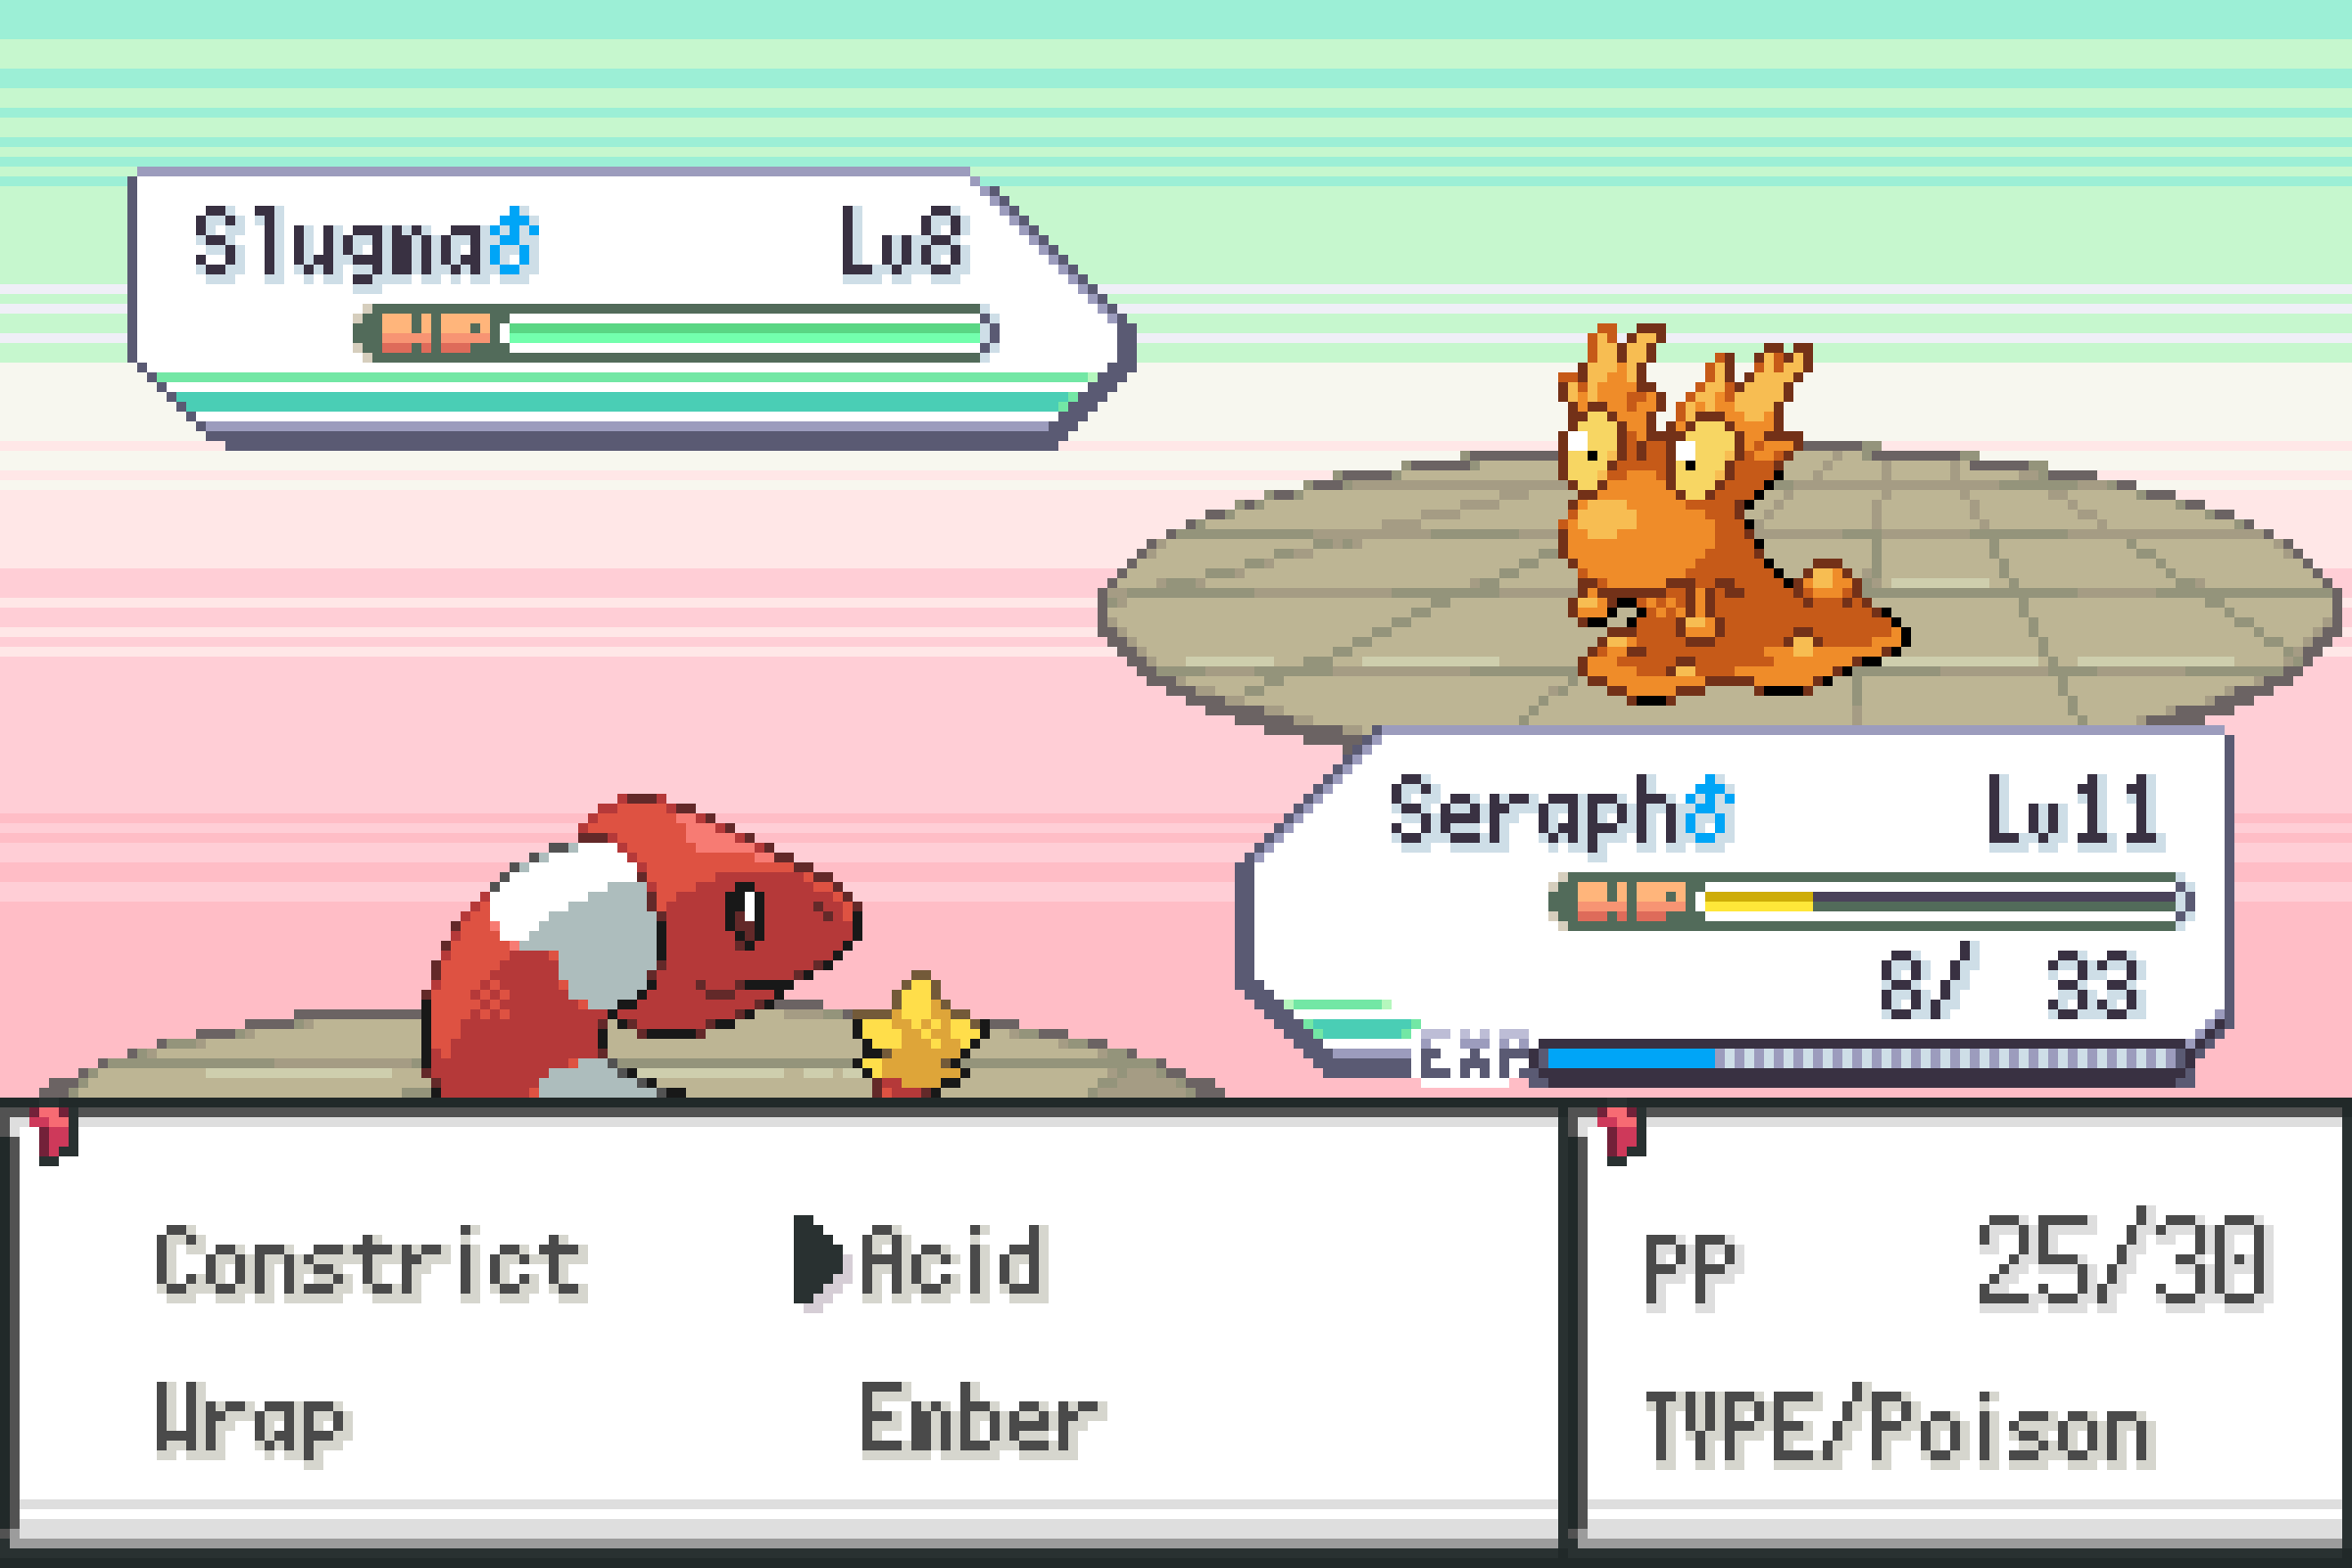 Slugma♂ Lv8
HP
Seraph♂ Lv11
HP
8/ 33
EXP
Constrict Acid
Wrap Ember
PP 25/30
TYPE/Poison